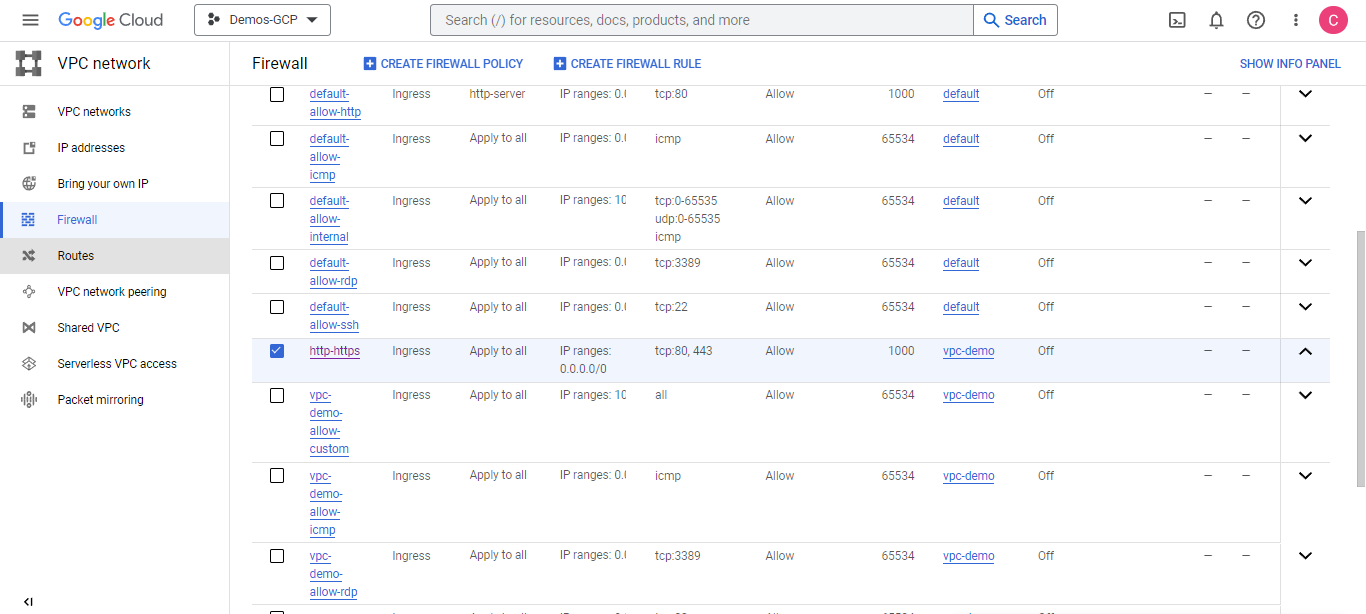 Google Cloud
Demos-GCP
Search (/) for resources, docs, products, and more
Search
C
VPC network
Firewall
CREATE FIREWALL POLICY
CREATE FIREWALL RULE
SHOW INFO PANEL
VPC networks
IP addresses
Bring your own IP
Firewall
Routes
VPC network peering
Shared VPC
Serverless VPC access
Packet mirroring
default-
allow-http
Ingress
http-server
IP ranges: 0.
tcp:80
Allow
1000
default
Off
—
—
default-
allow-
icmp
Ingress
Apply to all
IP ranges: 0.
icmp
Allow
65534
default
Off
—
—
default-
allow-
internal
Ingress
Apply to all
IP ranges: 10
tcp:0-65535
udp:0-65535
icmp
Allow
65534
default
Off
—
—
default-
allow-rdp
Ingress
Apply to all
IP ranges: 0.
tcp:3389
Allow
65534
default
Off
—
—
default-
allow-ssh
Ingress
Apply to all
IP ranges: 0.
tcp:22
Allow
65534
default
Off
—
—
http-https
Ingress
Apply to all
IP ranges:
0.0.0.0/0
tcp:80, 443
Allow
1000
vpc-demo
Off
—
—
vpc-
demo-
allow-
custom
Ingress
Apply to all
IP ranges: 10
all
Allow
65534
vpc-demo
Off
—
—
vpc-
demo-
allow-
icmp
Ingress
Apply to all
IP ranges: 0.
icmp
Allow
65534
vpc-demo
Off
—
—
vpc-
demo-
allow-rdp
Ingress
Apply to all
IP ranges: 0.
tcp:3389
Allow
65534
vpc-demo
Off
—
—